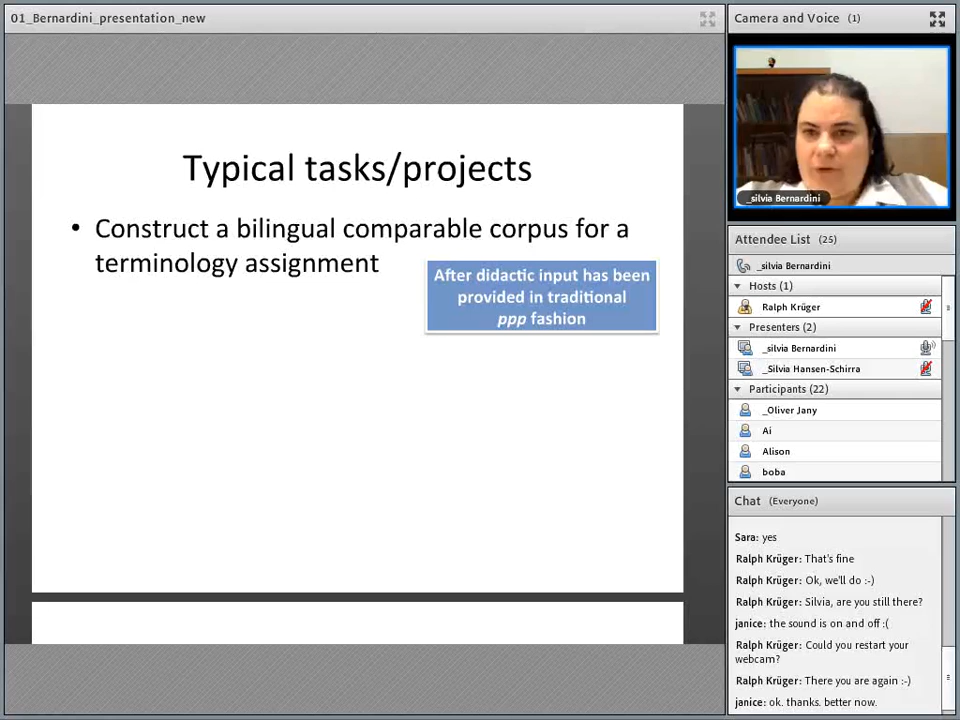 01_Bernardini_presentation_new
Typical tasks/projects
• Construct a bilingual comparable corpus for a
terminology assignment
After didactic input has been
provided in traditional
ppp fashion
Camera and Voice (1)
_silvia Bernardini
Attendee List (25)
_silvia Bernardini
Hosts (1)
Ralph Krüger
Presenters (2)
_silvia Bernardini
_Silvia Hansen-Schirra
Participants (22)
_Oliver Jany
Ai
Alison
boba
Chat (Everyone)
Sara: yes
Ralph Krüger: That's fine
Ralph Krüger: Ok, we'll do :-)
Ralph Krüger: Silvia, are you still there?
janice: the sound is on and off :(
Ralph Krüger: Could you restart your
webcam?
Ralph Krüger: There you are again :-)
janice: ok. thanks. better now.